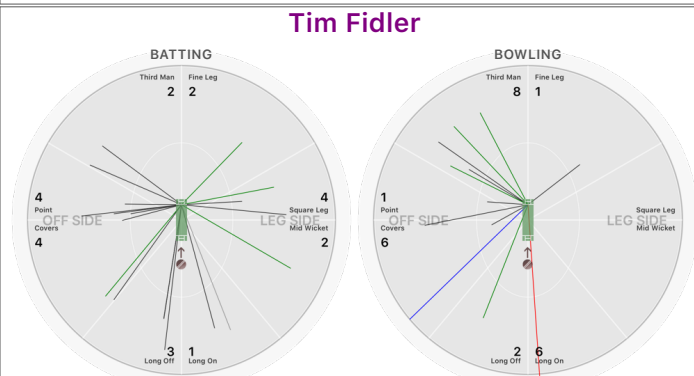 Tim Fidler
BATTING
Third Man Fine Leg
2 2
4 4
Point Square Leg
OFF SIDE LEG SIDE
Covers Mid Wicket
4 2
3 1
Long Off Long On
BOWLING
Third Man Fine Leg
8 1
1
Point Square Leg
OFF SIDE LEG SIDE
Covers Mid Wicket
6
2 6
Long Off Long On